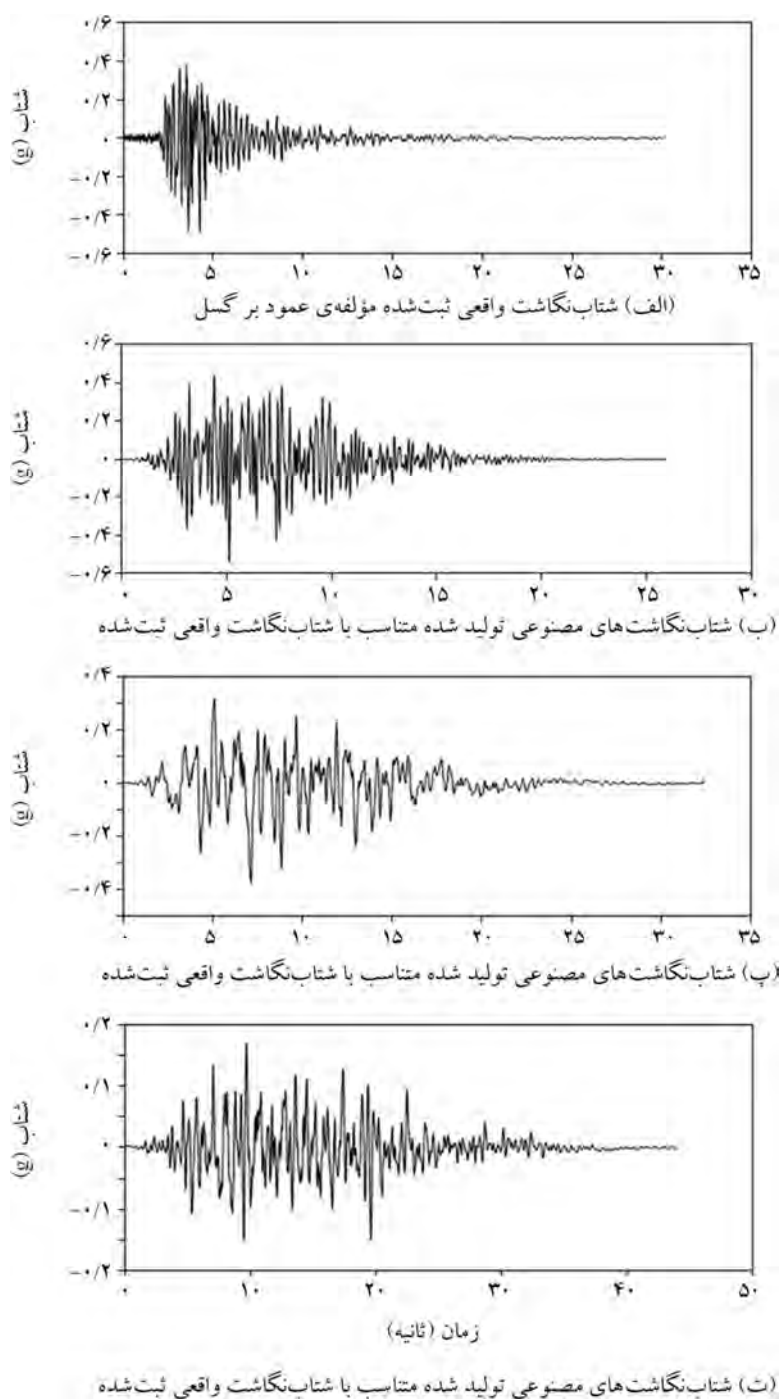 ۰/۶
۰/۴
۰/۲
۰
-۰/۲
-۰/۴
-۰/۶
شتاب (g)
۰ ۵ ۱۰ ۱۵ ۲۰ ۲۵ ۳۰ ۳۵
(الف) شتاب‌نگاشت واقعی ثبت‌شده مؤلفه‌ی عمود بر گسل
۰/۶
۰/۴
۰/۲
۰
-۰/۲
-۰/۴
-۰/۶
شتاب (g)
۰ ۵ ۱۰ ۱۵ ۲۰ ۲۵ ۳۰
(ب) شتاب‌نگاشت‌های مصنوعی تولید شده متناسب با شتاب‌نگاشت واقعی ثبت‌شده
۰/۴
۰/۲
۰
-۰/۲
-۰/۴
شتاب (g)
۰ ۵ ۱۰ ۱۵ ۲۰ ۲۵ ۳۰ ۳۵
(پ) شتاب‌نگاشت‌های مصنوعی تولید شده متناسب با شتاب‌نگاشت واقعی ثبت‌شده
۰/۲
۰/۱
۰
-۰/۱
-۰/۲
شتاب (g)
۰ ۱۰ ۲۰ ۳۰ ۴۰ ۵۰
زمان (ثانیه)
(ت) شتاب‌نگاشت‌های مصنوعی تولید شده متناسب با شتاب‌نگاشت واقعی ثبت‌شده